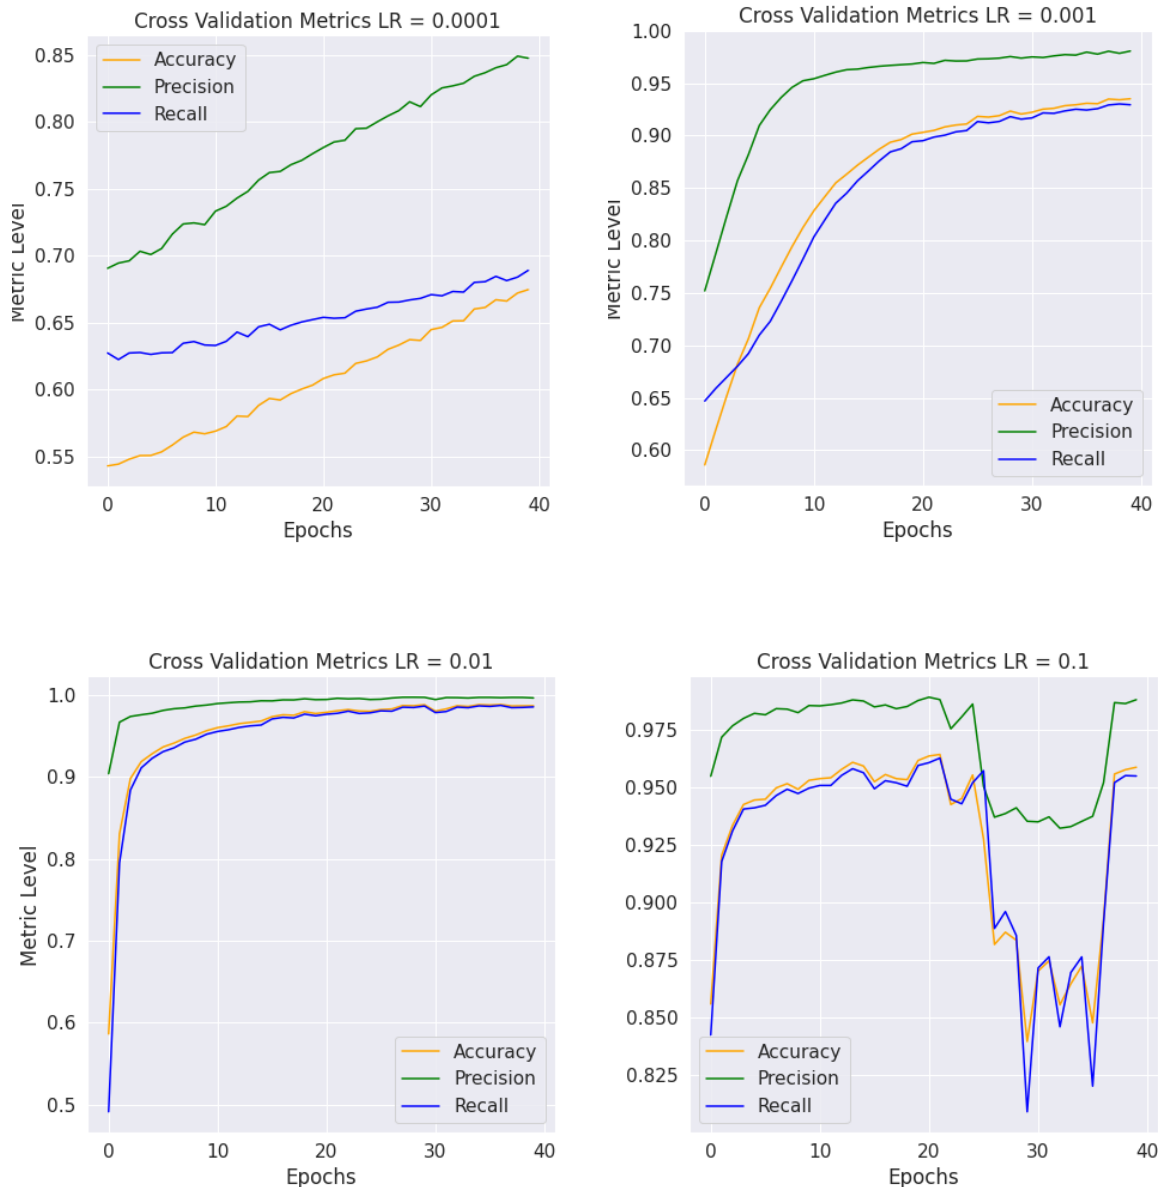 Cross Validation Metrics LR = 0.0001
Metric Level
0.85
0.80
0.75
0.70
0.65
0.60
0.55
Accuracy
Precision
Recall
0 10 20 30 40
Epochs
Cross Validation Metrics LR = 0.001
Metric Level
1.00
0.95
0.90
0.85
0.80
0.75
0.70
0.65
0.60
Accuracy
Precision
Recall
0 10 20 30 40
Epochs
Cross Validation Metrics LR = 0.01
Metric Level
1.0
0.9
0.8
0.7
0.6
0.5
Accuracy
Precision
Recall
0 10 20 30 40
Epochs
Cross Validation Metrics LR = 0.1
0.975
0.950
0.925
0.900
0.875
0.850
0.825
Accuracy
Precision
Recall
0 10 20 30 40
Epochs